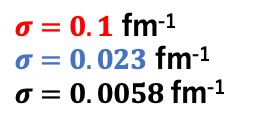 σ = 0.1 fm⁻¹
σ = 0.023 fm⁻¹
σ = 0.0058 fm⁻¹